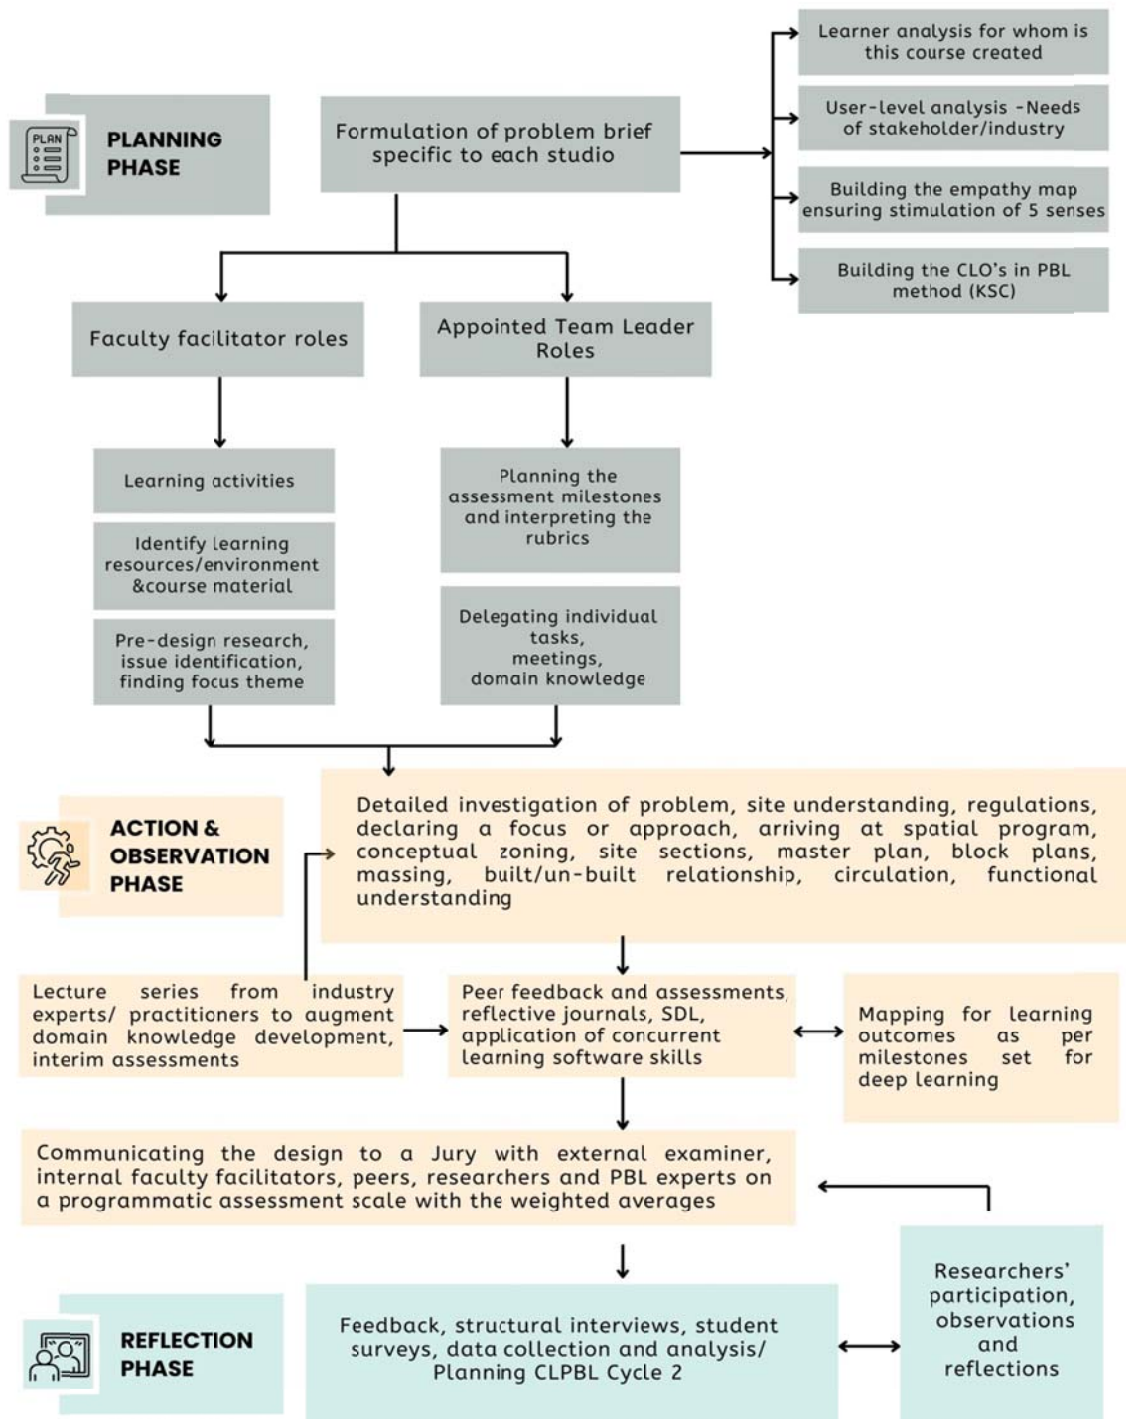 Learner analysis for whom is
this course created
PLAN
PLANNING
PHASE
Formulation of problem brief
specific to each studio
User-level analysis -Needs
of stakeholder/industry
Building the empathy map
ensuring stimulation of 5 senses
Building the CLO's in PBL
method (KSC)
Faculty facilitator roles
Appointed Team Leader
Roles
Learning activities
Identify learning
resources/environment
&course material
Pre-design research,
issue identification,
finding focus theme
Planning the
assessment milestones
and interpreting the
rubrics
Delegating individual
tasks,
meetings,
domain knowledge
ACTION &
OBSERVATION
PHASE
Detailed investigation of problem, site understanding, regulations,
declaring a focus or approach, arriving at spatial program,
conceptual zoning, site sections, master plan, block plans,
massing, built/un-built relationship, circulation, functional
understanding
Lecture series from industry
experts/ practitioners to augment
domain knowledge development,
interim assessments
Peer feedback and assessments,
reflective journals, SDL,
application of concurrent
learning software skills
Mapping for learning
outcomes as per
milestones set for
deep learning
Communicating the design to a Jury with external examiner,
internal faculty facilitators, peers, researchers and PBL experts on
a programmatic assessment scale with the weighted averages
REFLECTION
PHASE
Feedback, structural interviews, student
surveys, data collection and analysis/
Planning CLPBL Cycle 2
Researchers'
participation,
observations
and
reflections